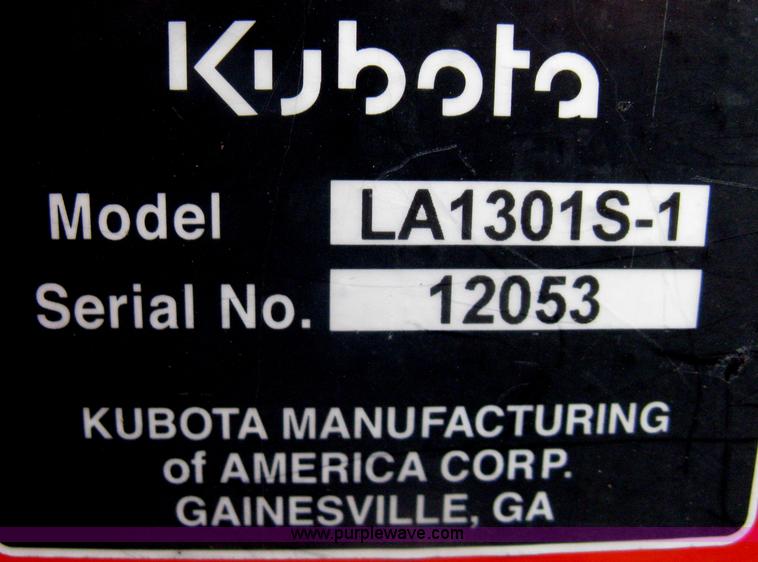 Kubota
Model LA1301S-1
Serial No. 12053
KUBOTA MANUFACTURING
of AMERICA CORP.
GAINESVILLE, GA
www.purplewave.com